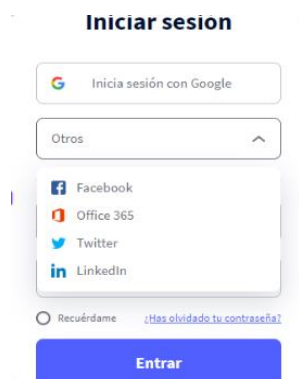 Iniciar sesión
Inicia sesión con Google
Otros
Facebook
Office 365
Twitter
LinkedIn
Recuérdame ¿Has olvidado tu contraseña?
Entrar